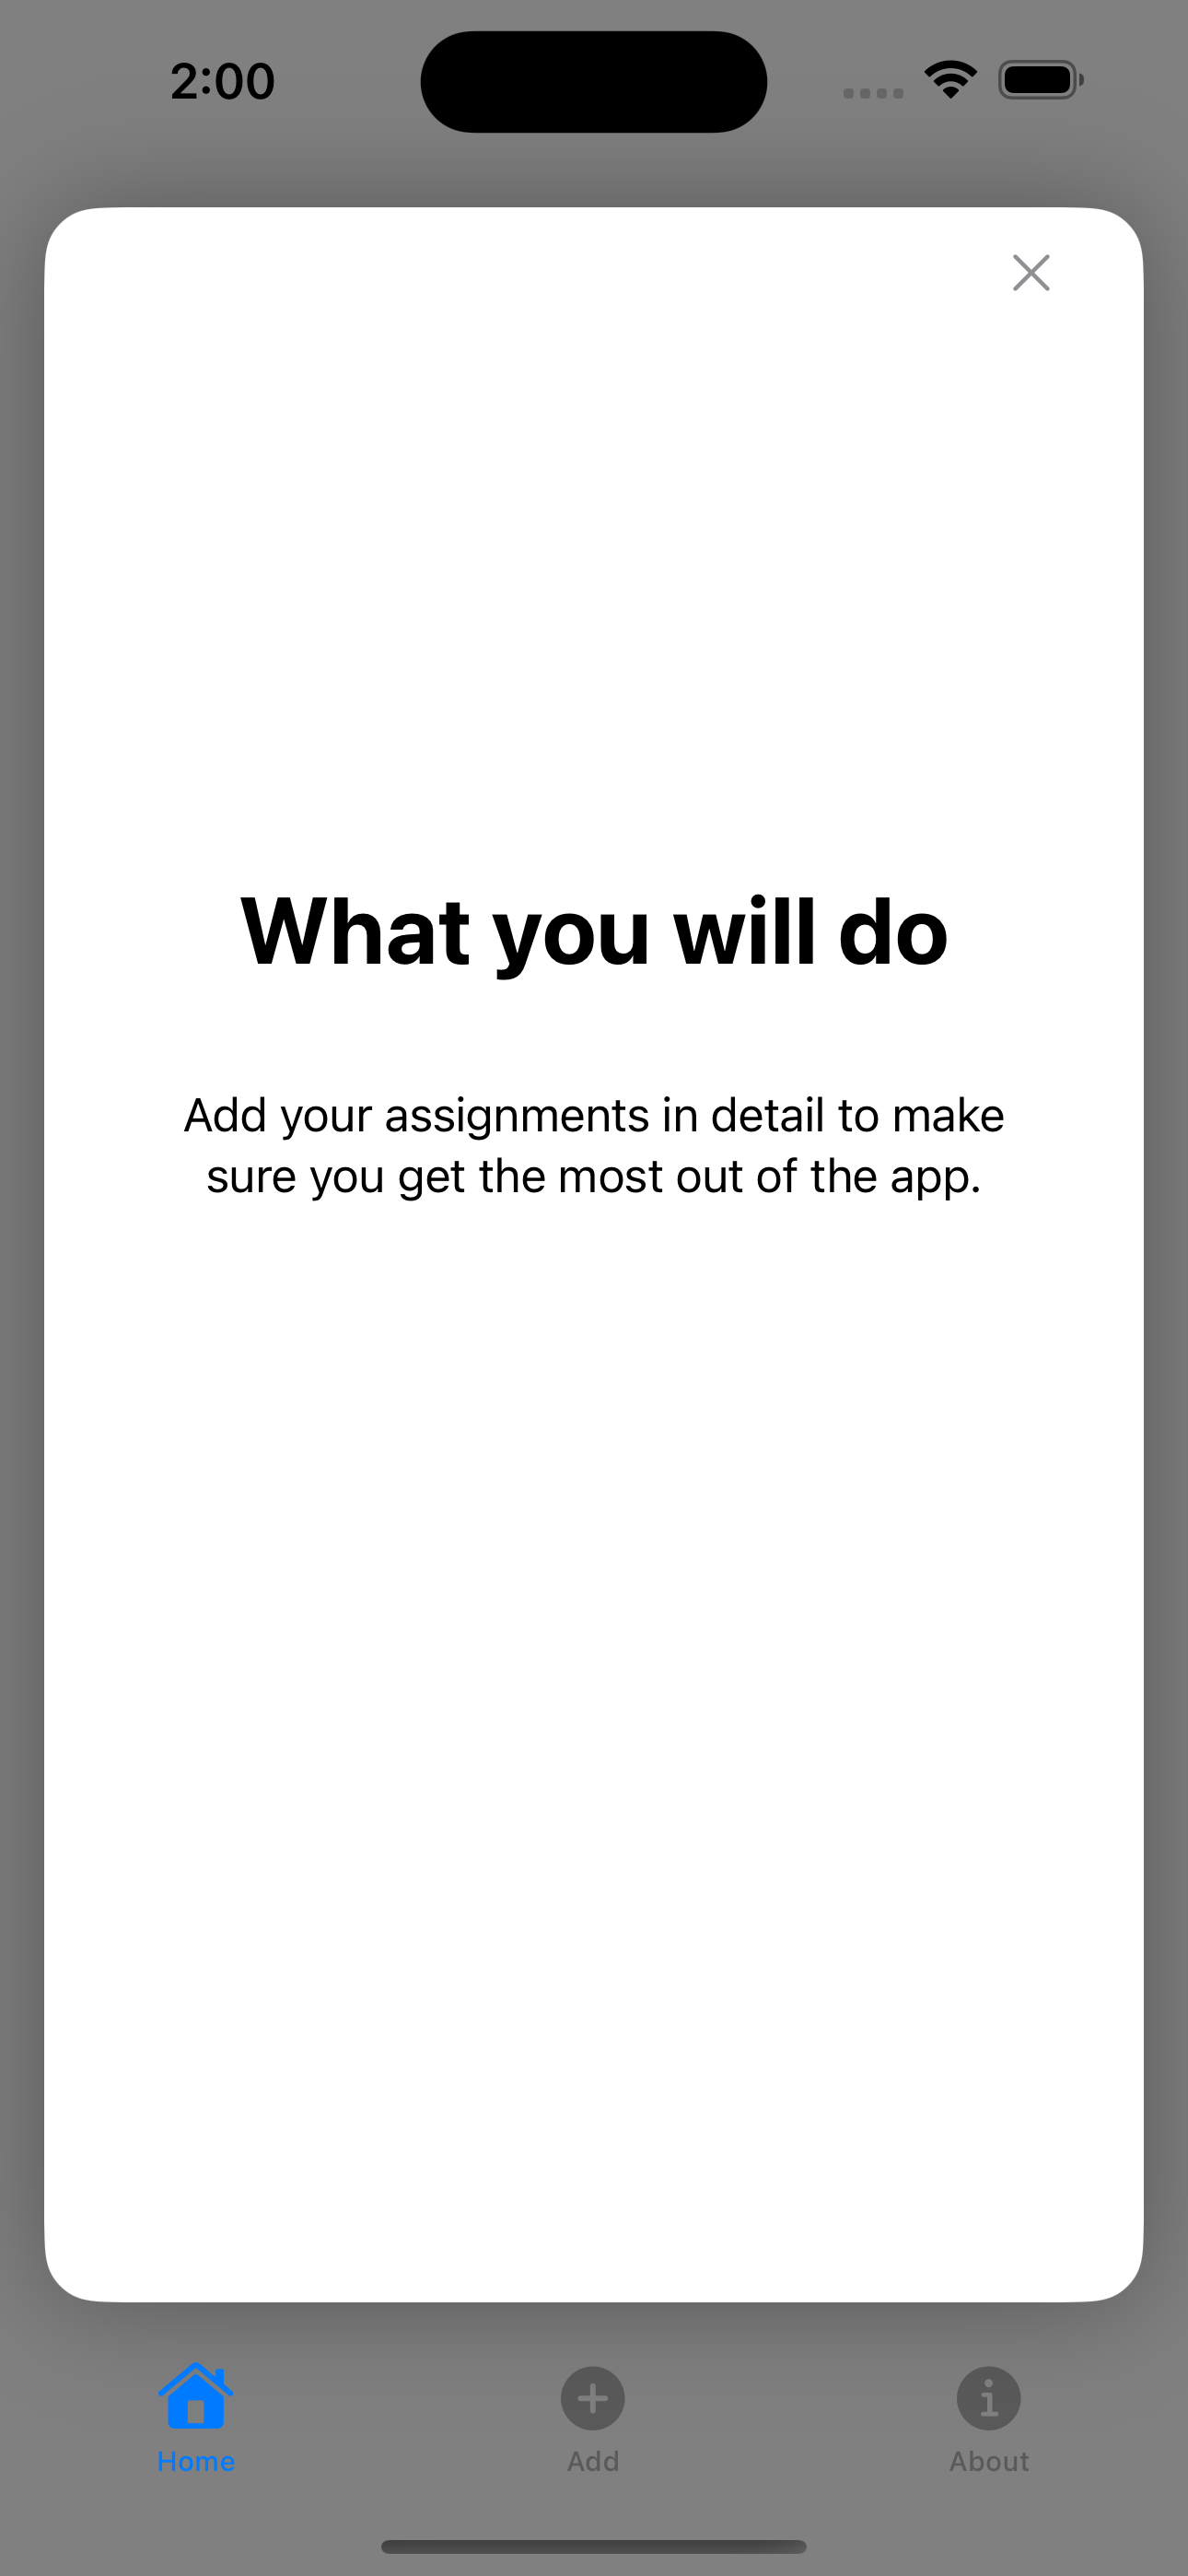 2:00
What you will do
Add your assignments in detail to make
sure you get the most out of the app.
Home
Add
About